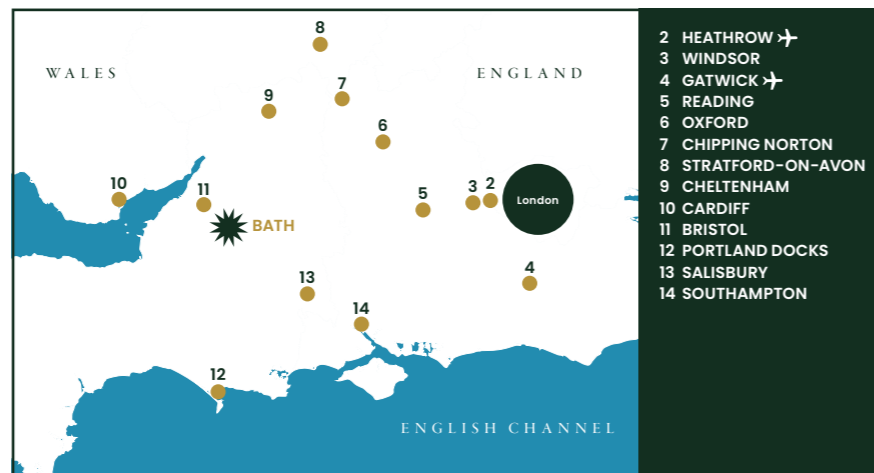 8
WALES
ENGLAND
7
9
6
10
11
5
3
2
London
BATH
4
13
14
12
ENGLISH CHANNEL
2 HEATHROW
3 WINDSOR
4 GATWICK
5 READING
6 OXFORD
7 CHIPPING NORTON
8 STRATFORD-ON-AVON
9 CHELTENHAM
10 CARDIFF
11 BRISTOL
12 PORTLAND DOCKS
13 SALISBURY
14 SOUTHAMPTON